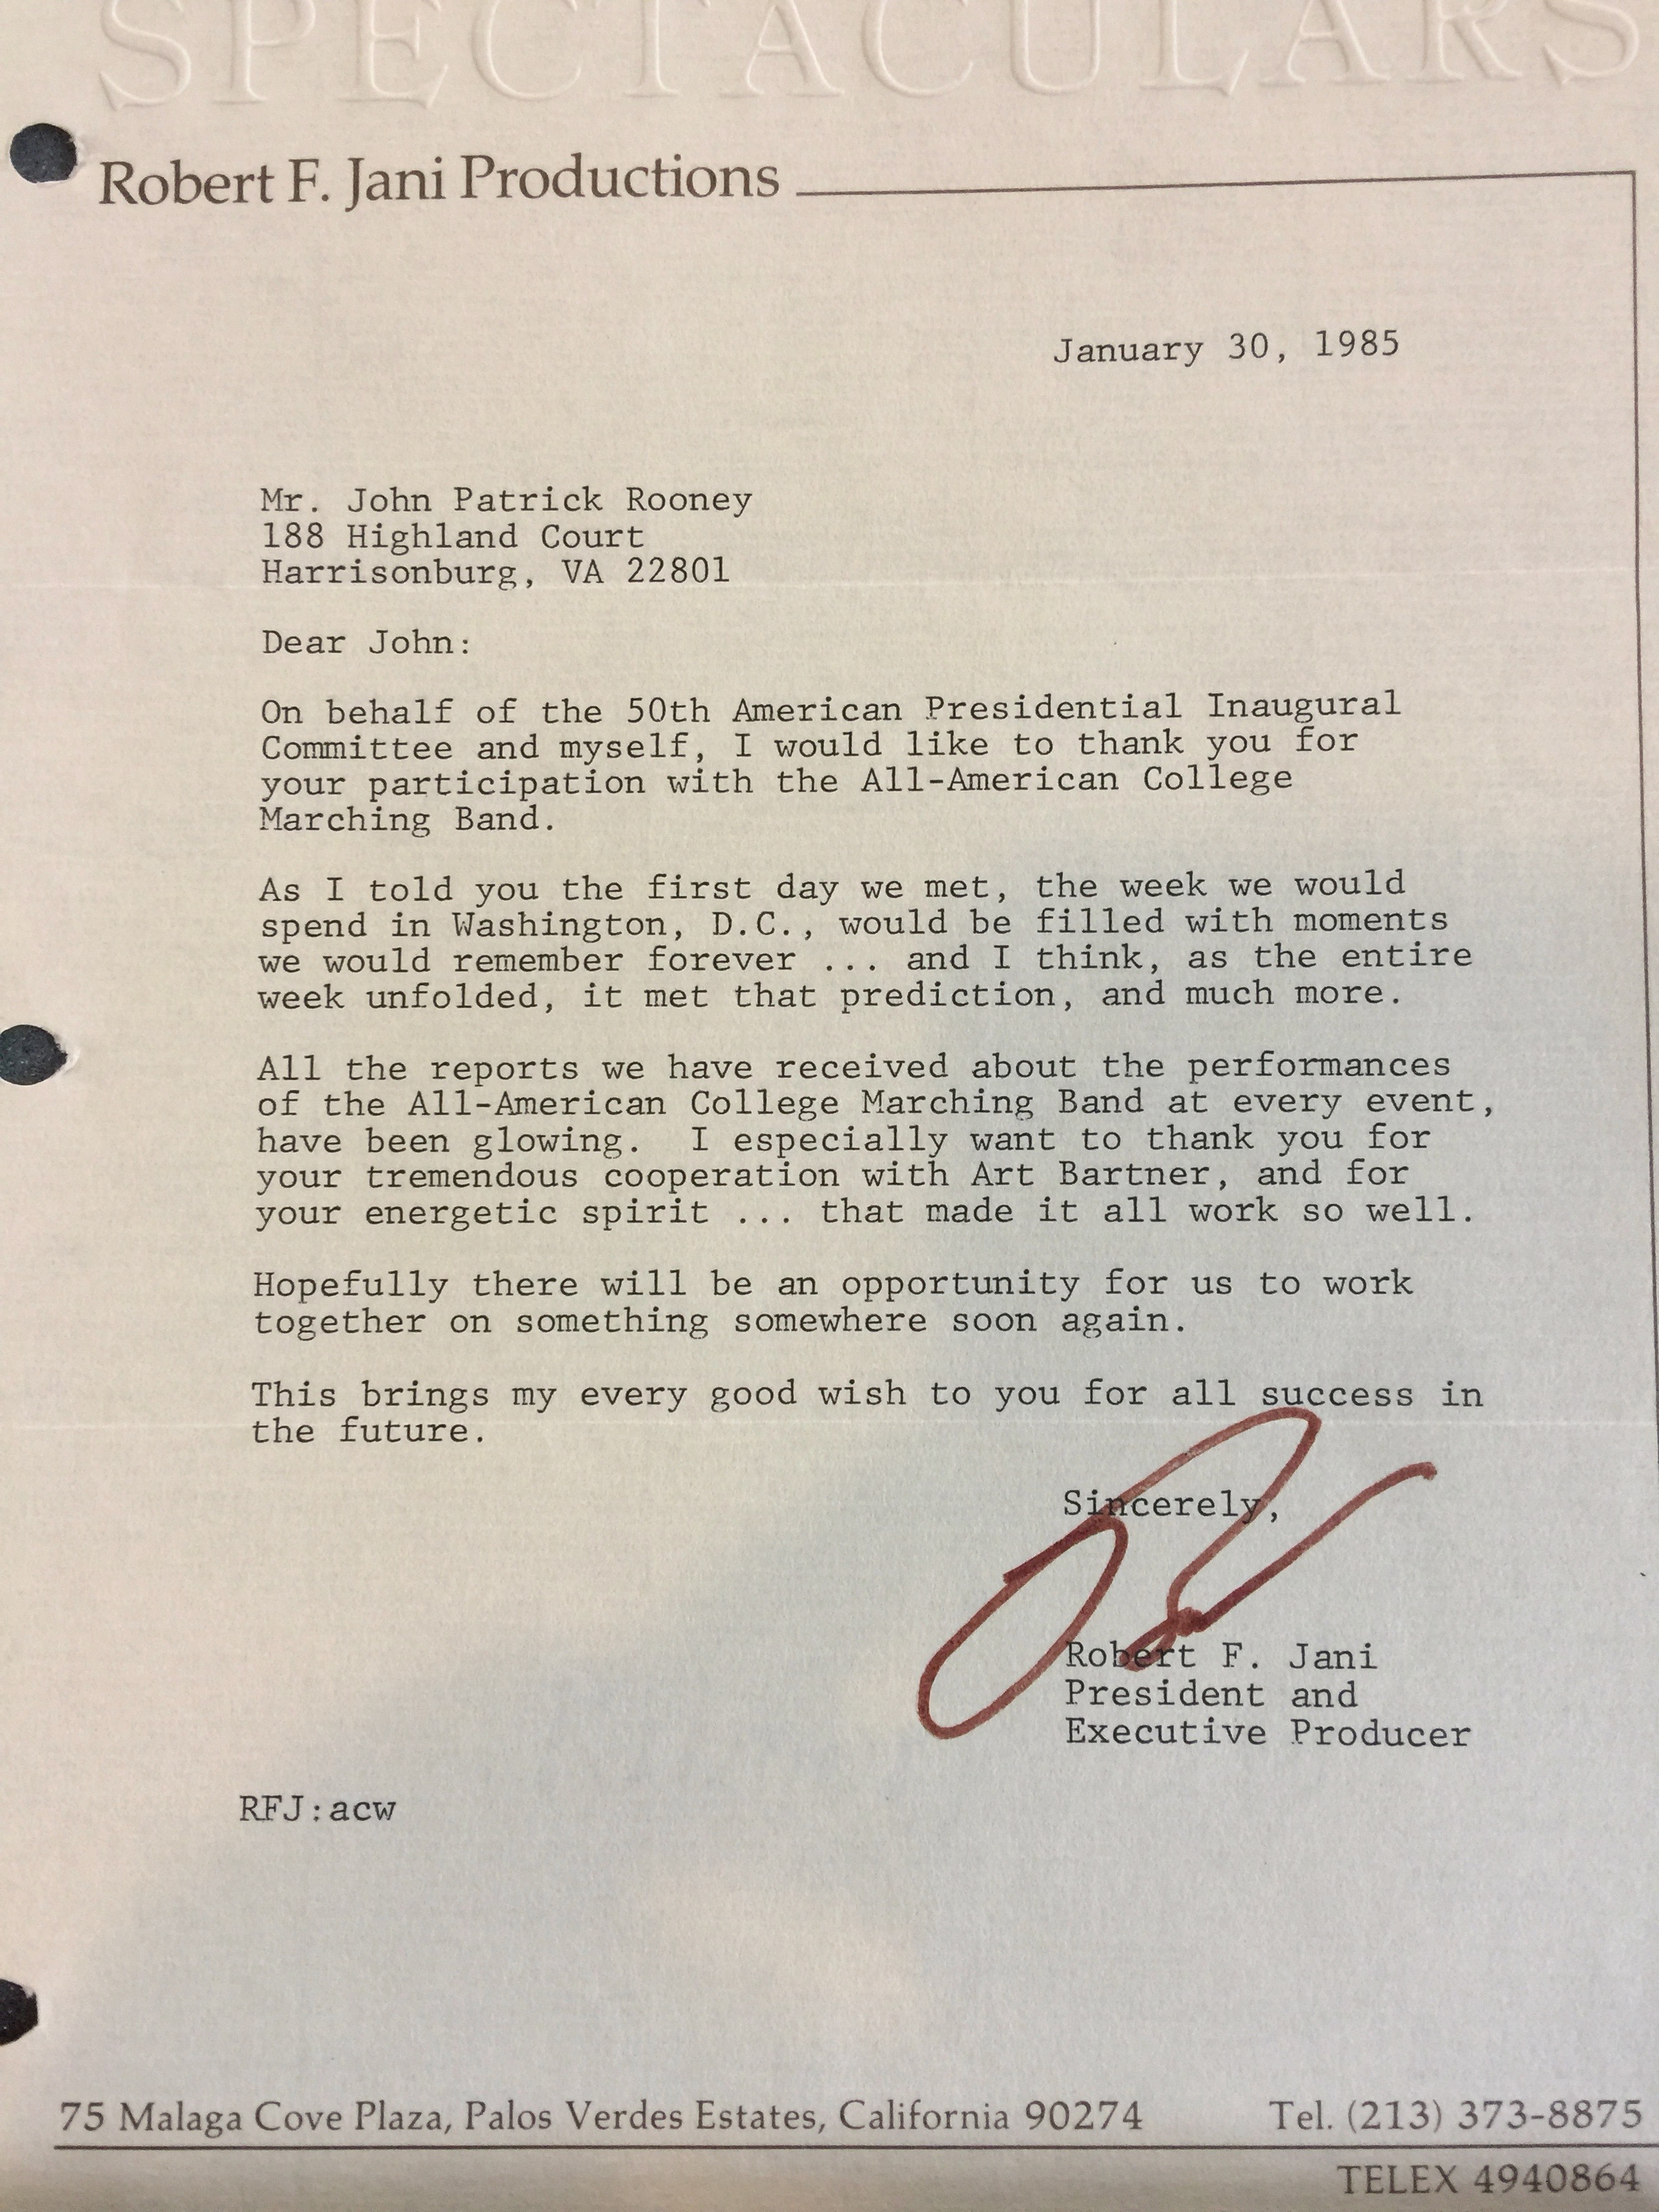 SPECTACULARS
Robert F. Jani Productions
January 30, 1985
Mr. John Patrick Rooney
188 Highland Court
Harrisonburg, VA 22801
Dear John:
On behalf of the 50th American Presidential Inaugural
Committee and myself, I would like to thank you for
your participation with the All-American College
Marching Band.
As I told you the first day we met, the week we would
spend in Washington, D.C., would be filled with moments
we would remember forever ... and I think, as the entire
week unfolded, it met that prediction, and much more.
All the reports we have received about the performances
of the All-American College Marching Band at every event,
have been glowing.  I especially want to thank you for
your tremendous cooperation with Art Bartner, and for
your energetic spirit ... that made it all work so well.
Hopefully there will be an opportunity for us to work
together on something somewhere soon again.
This brings my every good wish to you for all success in
the future.
Sincerely,
Robert F. Jani
President and
Executive Producer
RFJ:acw
75 Malaga Cove Plaza, Palos Verdes Estates, California 90274 Tel. (213) 373-8875
TELEX 4940864